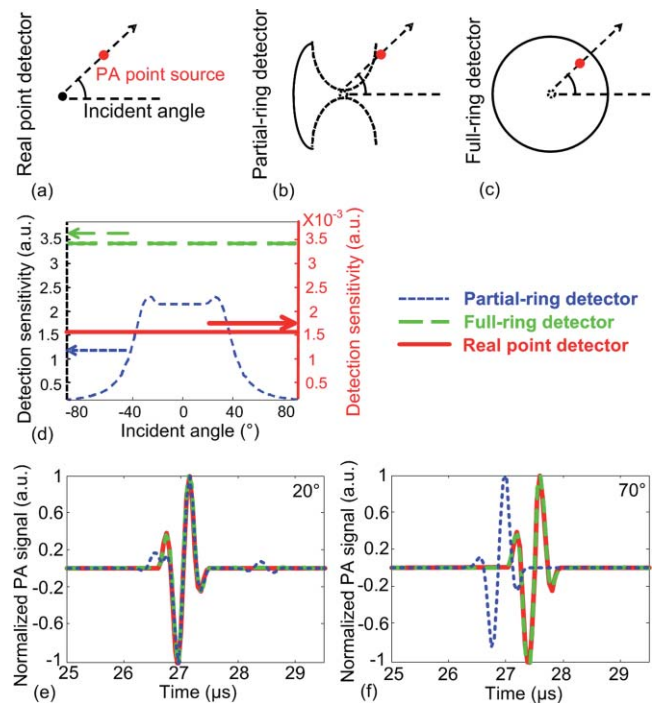 Real point detector
PA point source
Incident angle
(a)
Partial-ring detector
(b)
Full-ring detector
(c)
X10⁻³
Detection sensitivity (a.u.)
3.5
3
2.5
2
1.5
1
0.5
3.5
3
2.5
2
1.5
1
0.5
Detection sensitivity (a.u.)
-80 -40 0 40 80
Incident angle (°)
(d)
Partial-ring detector
Full-ring detector
Real point detector
Normalized PA signal (a.u.)
1
0.6
0.2
-0.2
-0.6
-1
20°
25 26 27 28 29
Time (µs)
(e)
Normalized PA signal (a.u.)
1
0.6
0.2
-0.2
-0.6
-1
70°
25 26 27 28 29
Time (µs)
(f)